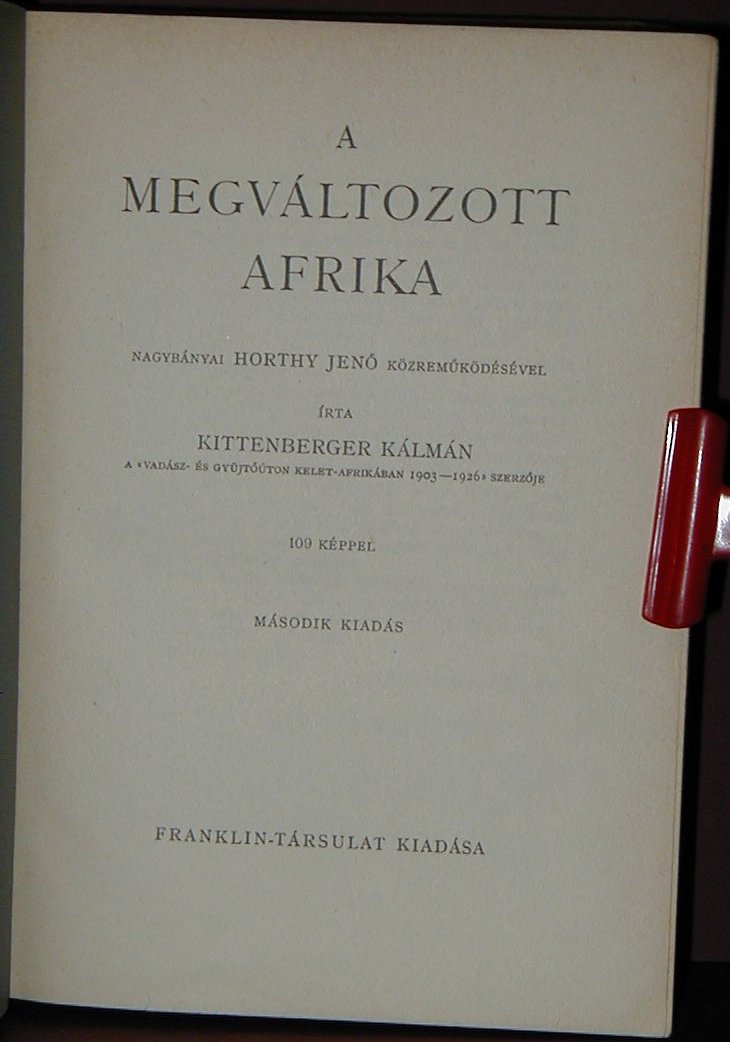 A
MEGVÁLTOZOTT
AFRIKA
NAGYBÁNYAI HORTHY JENŐ KÖZREMŰKÖDÉSÉVEL
ÍRTA
KITTENBERGER KÁLMÁN
A «VADÁSZ- ÉS GYŰJTŐÚTON KELET-AFRIKÁBAN 1903—1926» SZERZŐJE
109 KÉPPEL
MÁSODIK KIADÁS
FRANKLIN-TÁRSULAT KIADÁSA